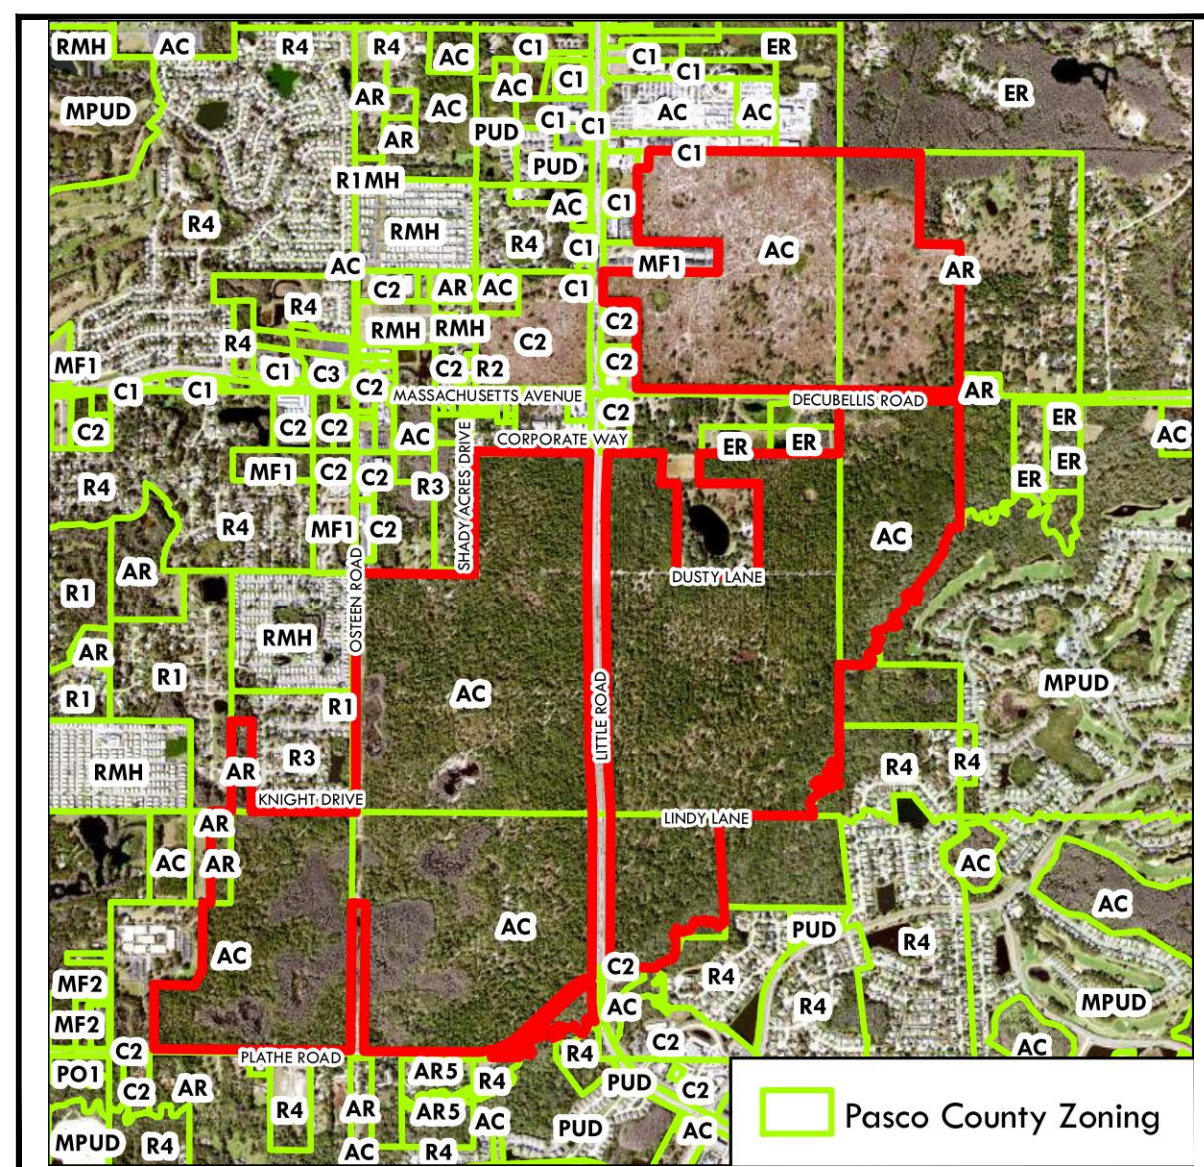 RMH
AC
R4
R4
AC
C1
ER
C1
C1
C1
ER
AC
AR
AC
AC
AC
MPUD
C1
C1
PUD
AR
C1
PUD
R1MH
AC
C1
R4
RMH
R4
C1
AC
AC
MF1
AR
C2
AR
AC
C1
R4
C2
RMH
RMH
C2
R4
MF1
C1
C3
C2
R2
C2
C2
AR
C1
C1
MASSACHUSETTS AVENUE
DECUBELLIS ROAD
C2
ER
C2
C2
C2
AC
CORPORATE WAY
ER
ER
AC
MF1
C2
C2
R3
SHADY ACRES DRIVE
ER
ER
R4
R4
MF1
C2
AC
OSTEEN ROAD
AR
DUSTY LANE
R1
RMH
AR
R1
R1
R1
AC
MPUD
LITTLE ROAD
RMH
AR
R3
R4
R4
KNIGHT DRIVE
LINDY LANE
AR
AC
AR
AC
AC
AC
AC
PUD
R4
C2
R4
MF2
AC
R4
MPUD
MF2
C2
C2
AC
PLATHE ROAD
R4
PO1
C2
AR
AR5
R4
PUD
C2
R4
AR
AR5
AC
PUD
AC
MPUD
R4
AC
R4
Pasco County Zoning